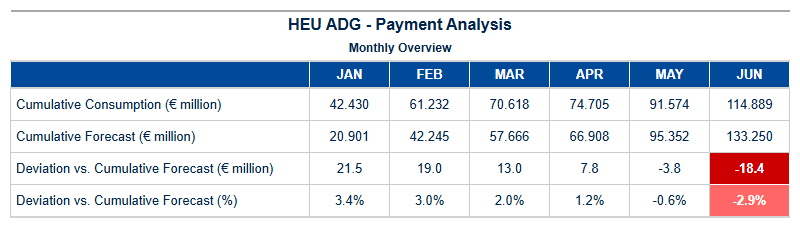 HEU ADG - Payment Analysis
Monthly Overview
JAN FEB MAR APR MAY JUN
Cumulative Consumption (€ million) 42.430 61.232 70.618 74.705 91.574 114.889
Cumulative Forecast (€ million) 20.901 42.245 57.666 66.908 95.352 133.250
Deviation vs. Cumulative Forecast (€ million) 21.5 19.0 13.0 7.8 -3.8 -18.4
Deviation vs. Cumulative Forecast (%) 3.4% 3.0% 2.0% 1.2% -0.6% -2.9%